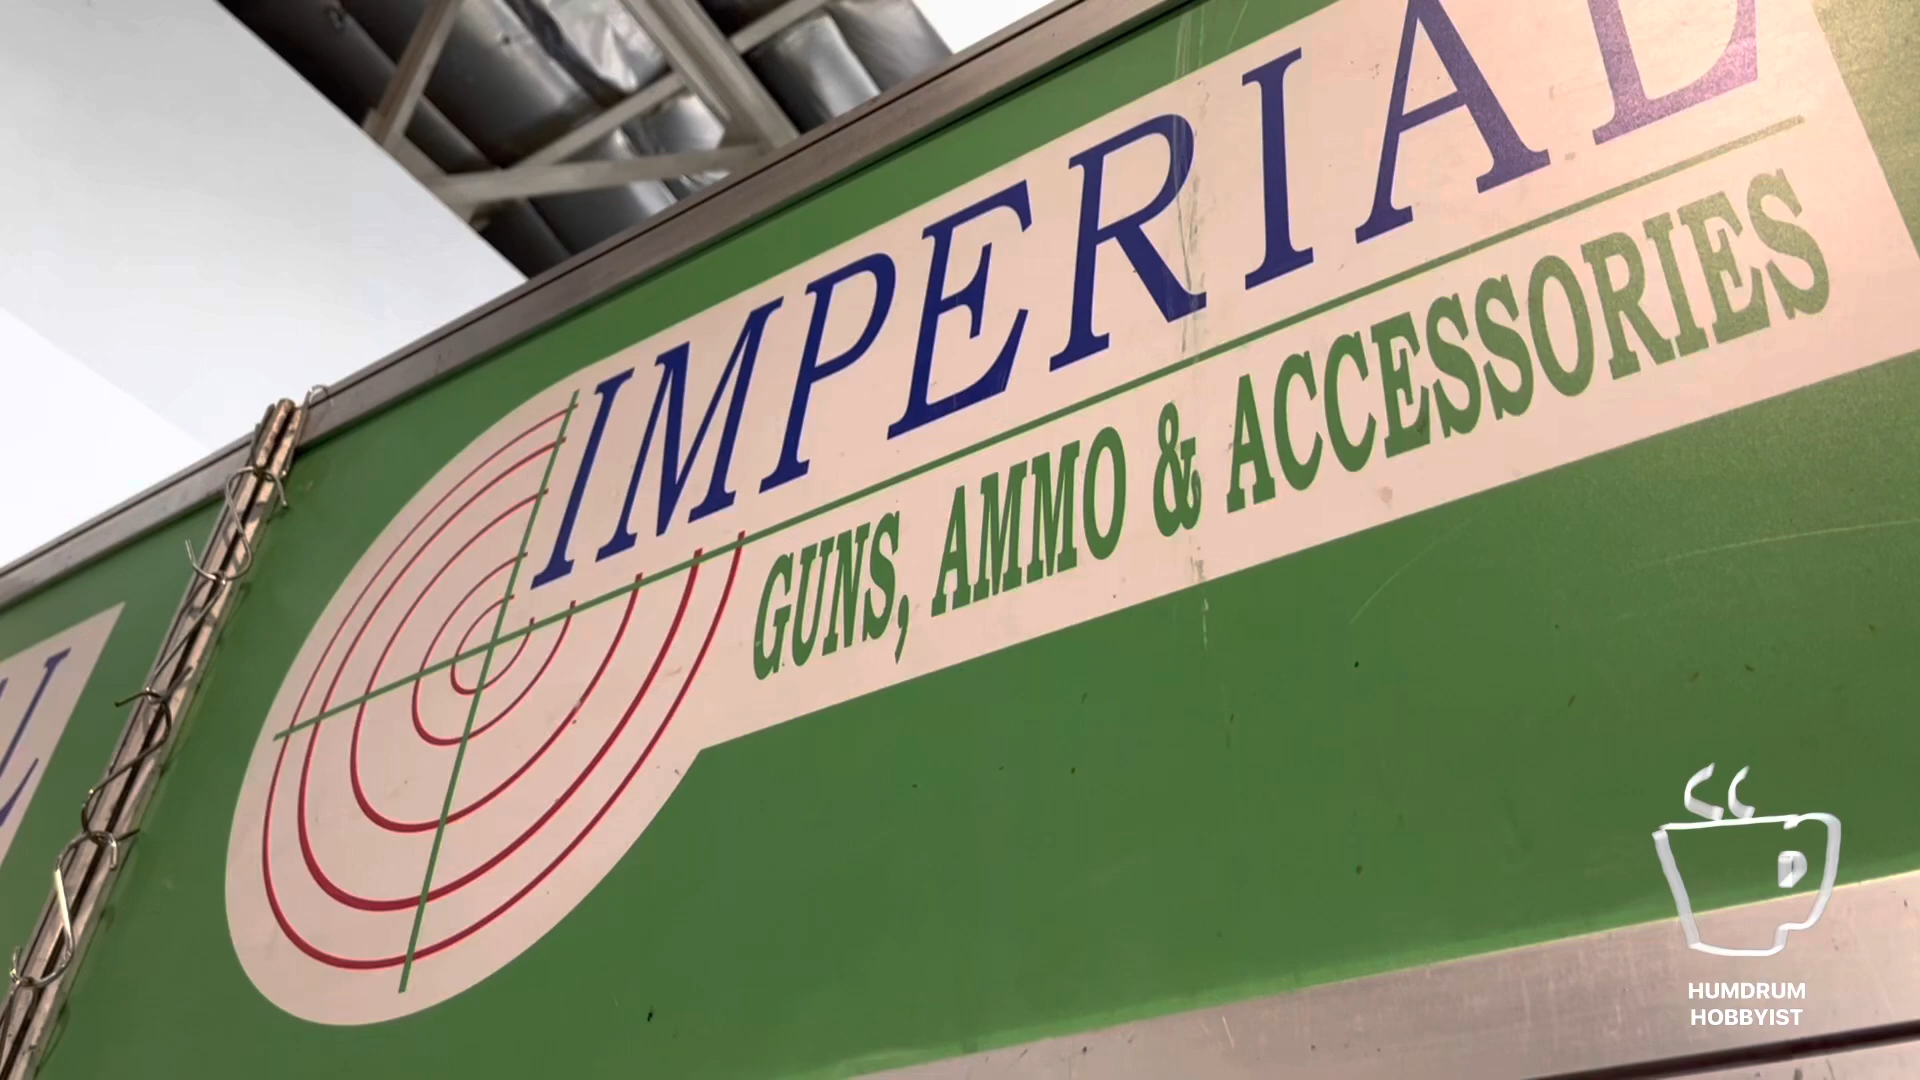 IMPERIAL
GUNS, AMMO & ACCESSORIES
HUMDRUM
HOBBYIST